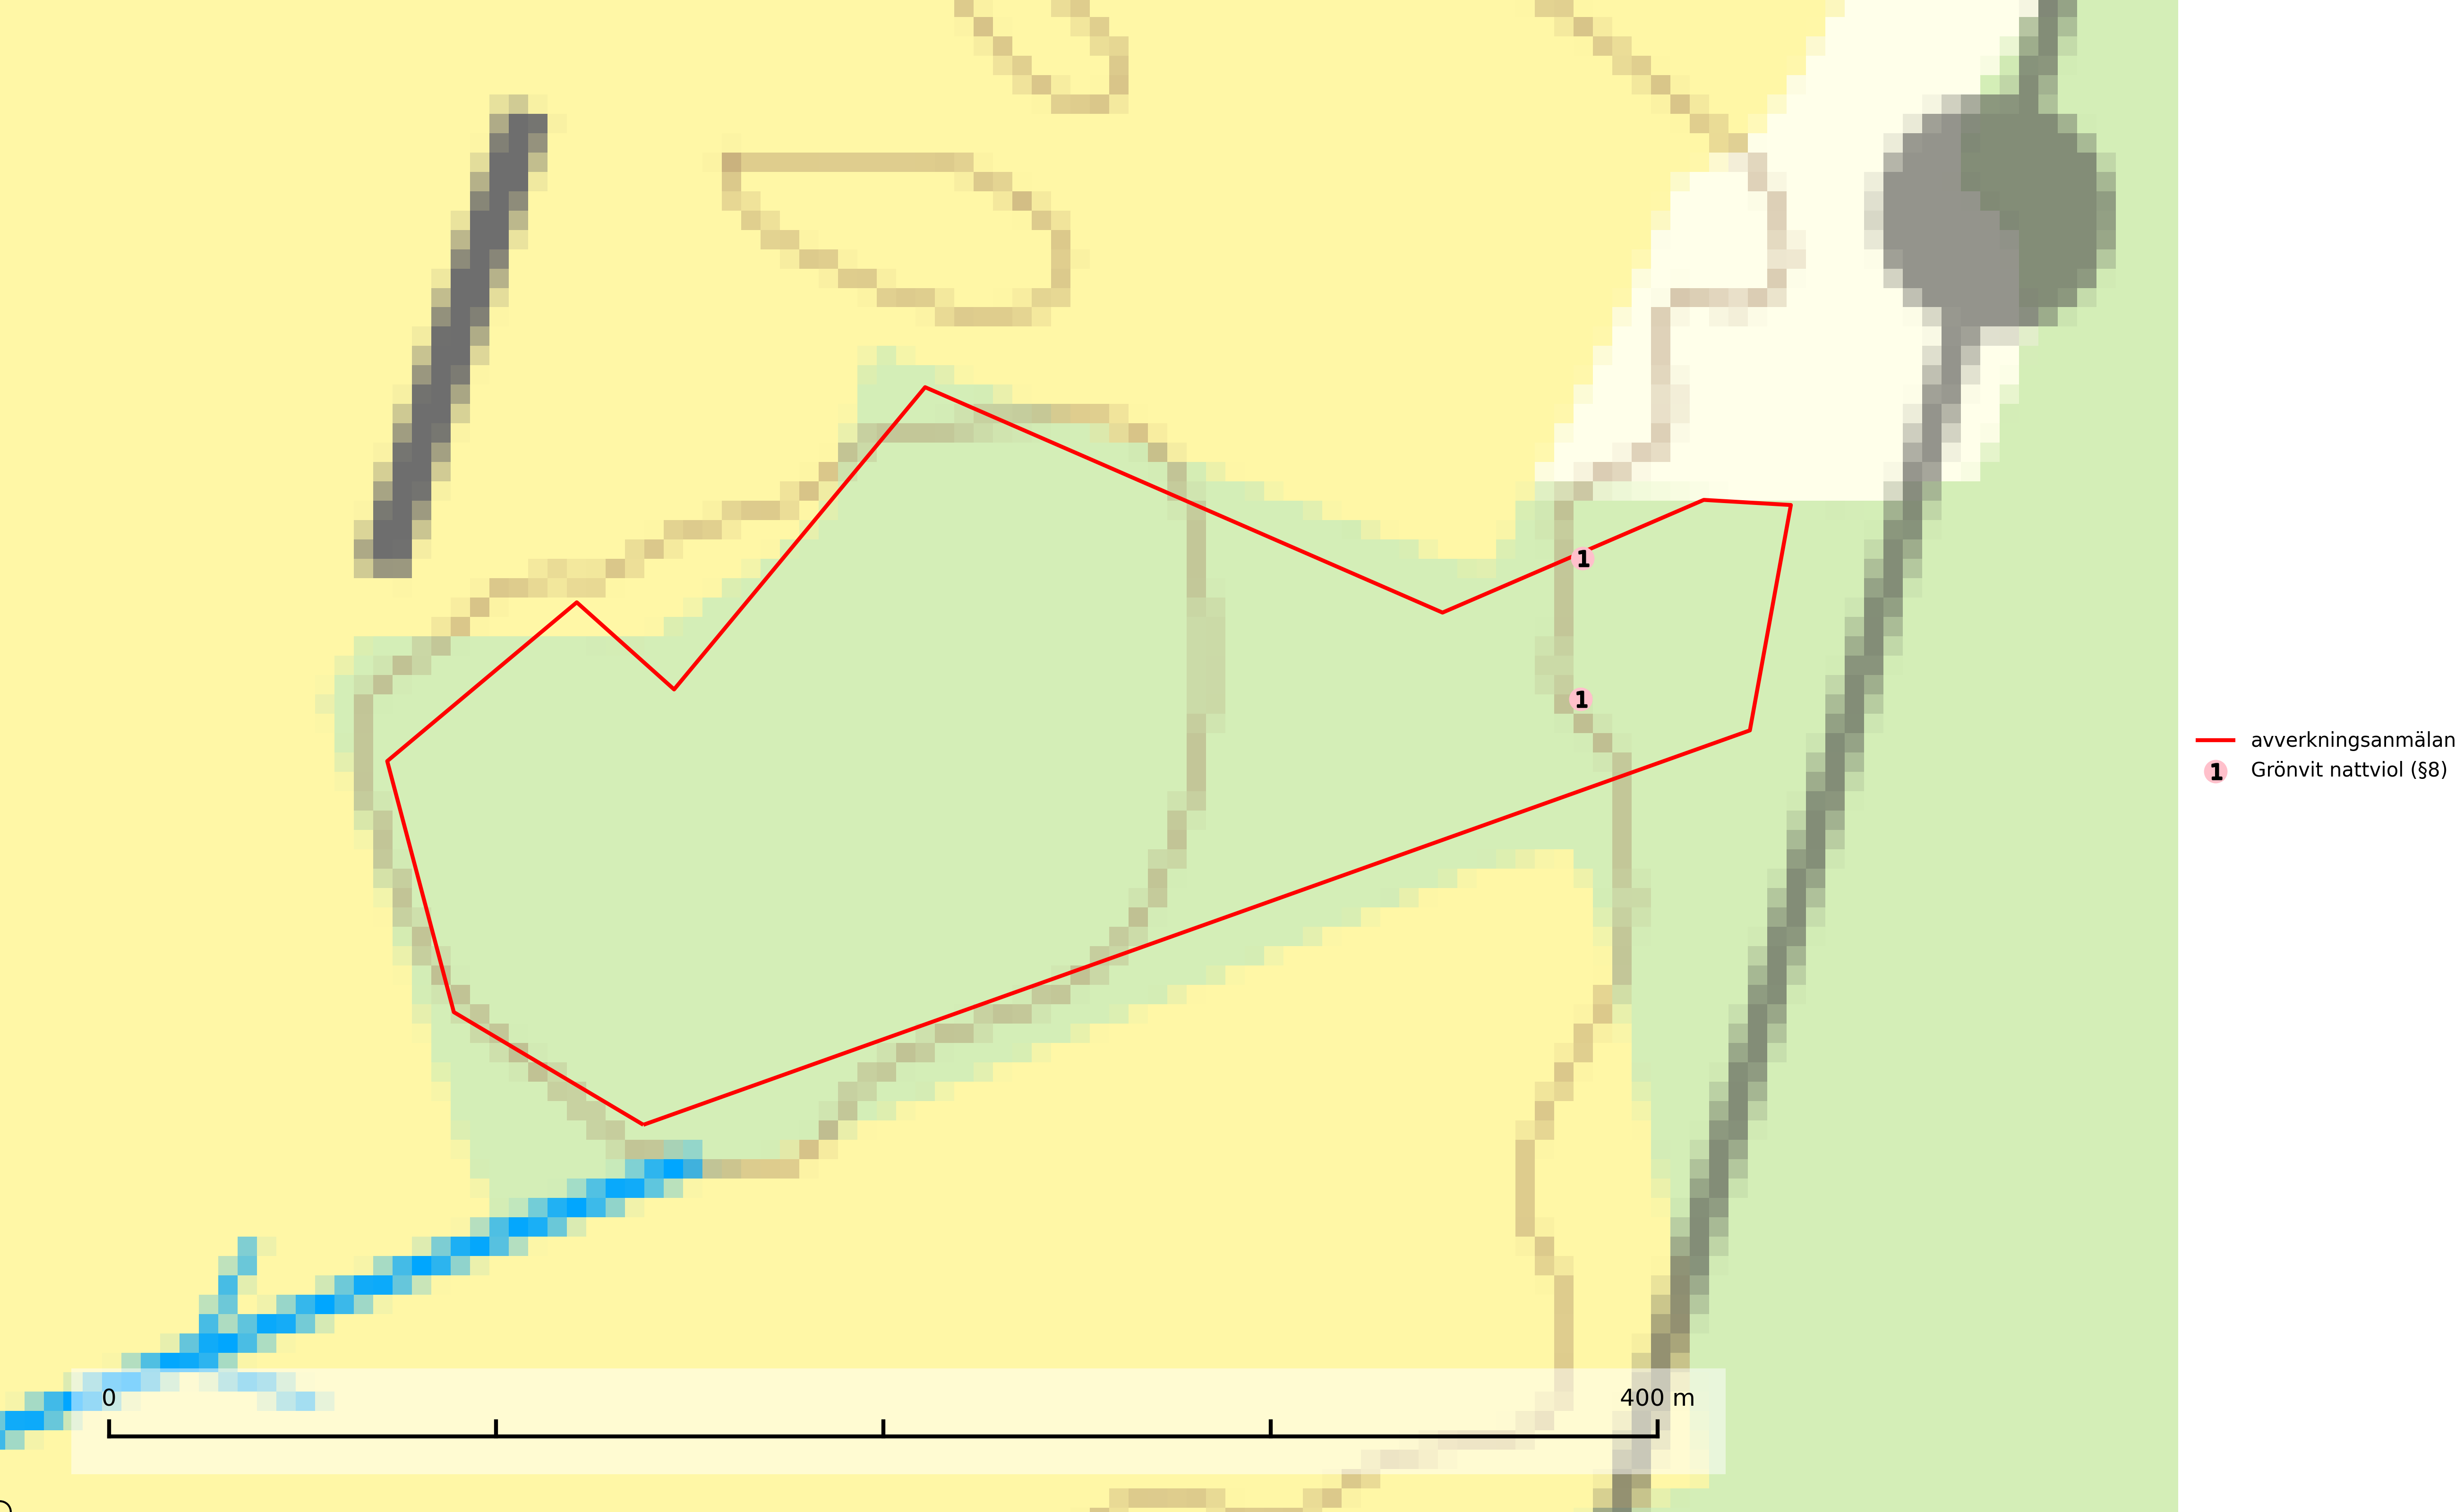 1
1
avverkningsanmälan
1 Grönvit nattviol (§8)
0 400 m